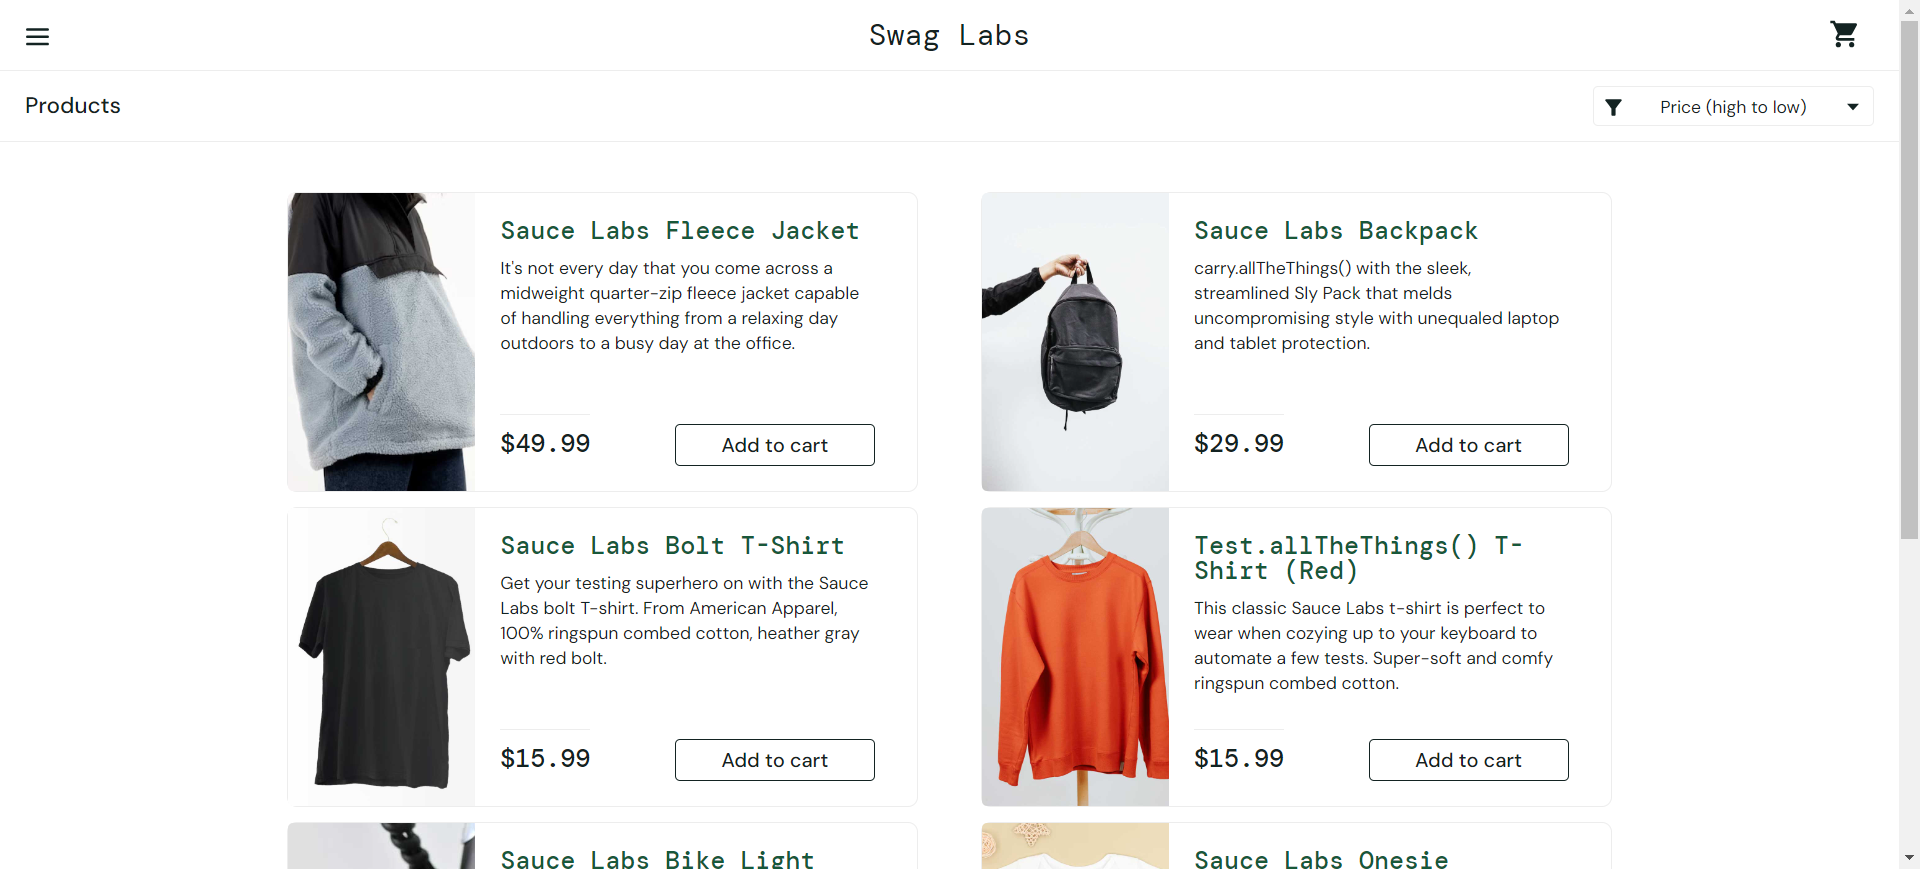 Swag Labs
Products
Price (high to low)
Sauce Labs Fleece Jacket
It's not every day that you come across a
midweight quarter-zip fleece jacket capable
of handling everything from a relaxing day
outdoors to a busy day at the office.
$49.99
Add to cart
Sauce Labs Backpack
carry.allTheThings() with the sleek,
streamlined Sly Pack that melds
uncompromising style with unequaled laptop
and tablet protection.
$29.99
Add to cart
Sauce Labs Bolt T-Shirt
Get your testing superhero on with the Sauce
Labs bolt T-shirt. From American Apparel,
100% ringspun combed cotton, heather gray
with red bolt.
$15.99
Add to cart
Test.allTheThings() T-
Shirt (Red)
This classic Sauce Labs t-shirt is perfect to
wear when cozying up to your keyboard to
automate a few tests. Super-soft and comfy
ringspun combed cotton.
$15.99
Add to cart
Sauce Labs Bike Light
Sauce Labs Onesie